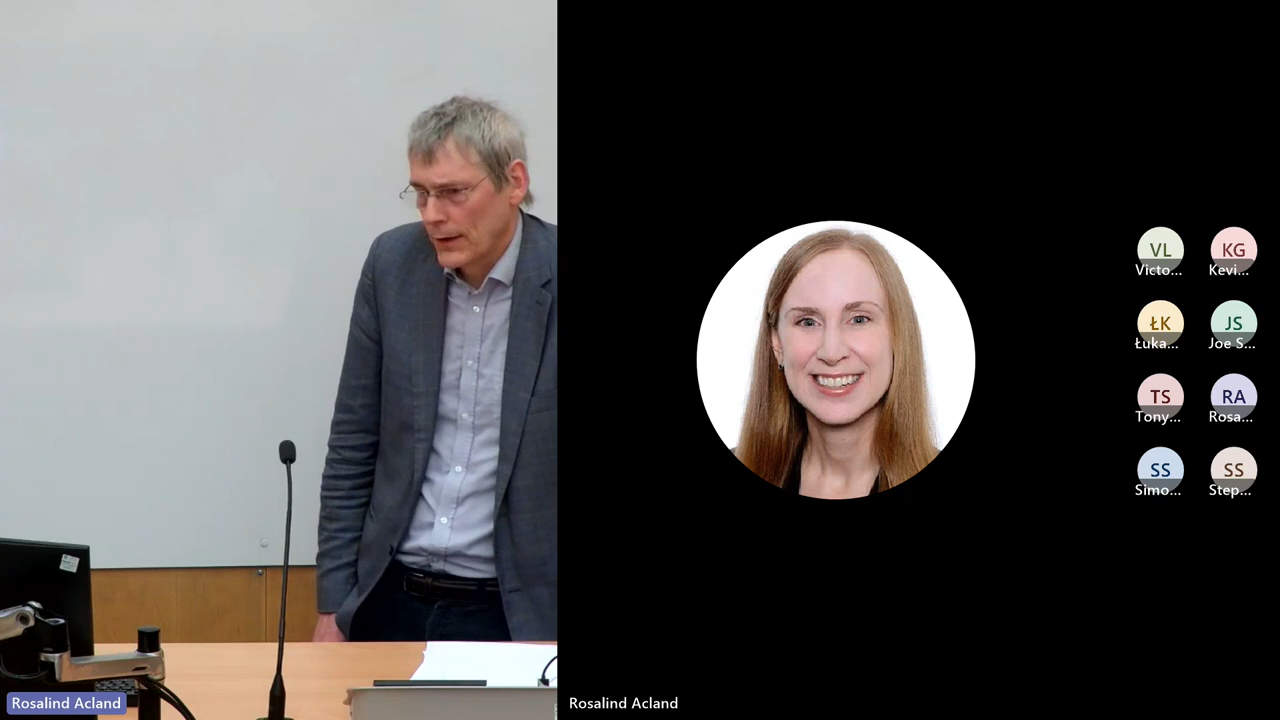 VL
KG
Victo...
Kevi...
ŁK
JS
Łuka...
Joe S...
TS
RA
Tony...
Rosa...
SS
SS
Simo...
Step...
Rosalind Acland
Rosalind Acland